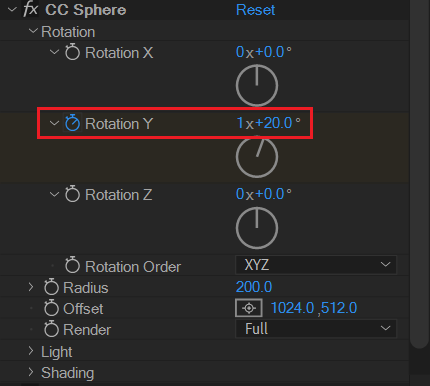 fx CC Sphere Reset
Rotation
Rotation X 0x+0.0°
Rotation Y 1x+20.0°
Rotation Z 0x+0.0°
Rotation Order XYZ
Radius 200.0
Offset 1024.0,512.0
Render Full
Light
Shading